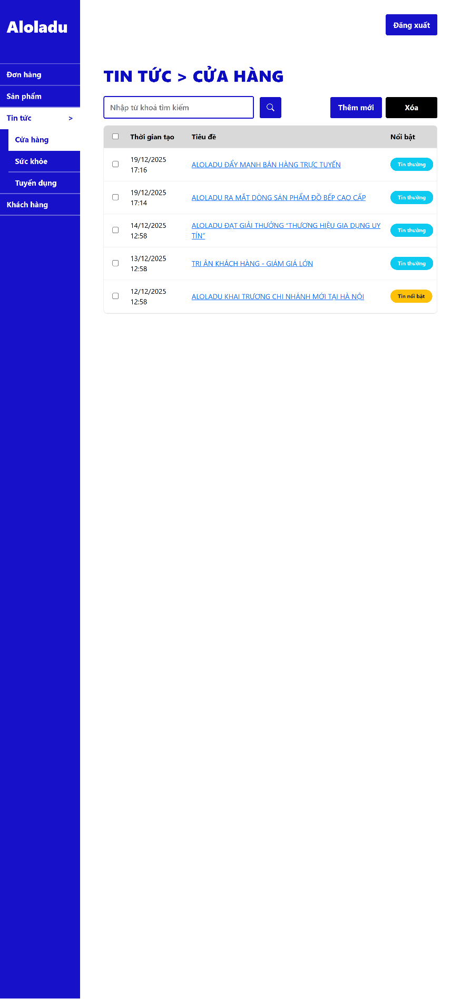 Aloladu
Đăng xuất
Đơn hàng
Sản phẩm
Tin tức >
Cửa hàng
Sức khỏe
Tuyển dụng
Khách hàng
TIN TỨC > CỬA HÀNG
Nhập từ khoá tìm kiếm
Thêm mới
Xóa
Thời gian tạo Tiêu đề Nổi bật
19/12/2025
17:16
ALOLADU ĐẨY MẠNH BÁN HÀNG TRỰC TUYẾN
Tin thường
19/12/2025
17:14
ALOLADU RA MẮT DÒNG SẢN PHẨM ĐỒ BẾP CAO CẤP
Tin thường
14/12/2025
12:58
ALOLADU ĐẠT GIẢI THƯỞNG “THƯƠNG HIỆU GIA DỤNG UY
TÍN”
Tin thường
13/12/2025
12:58
TRI ÂN KHÁCH HÀNG - GIẢM GIÁ LỚN
Tin thường
12/12/2025
12:58
ALOLADU KHAI TRƯƠNG CHI NHÁNH MỚI TẠI HÀ NỘI
Tin nổi bật